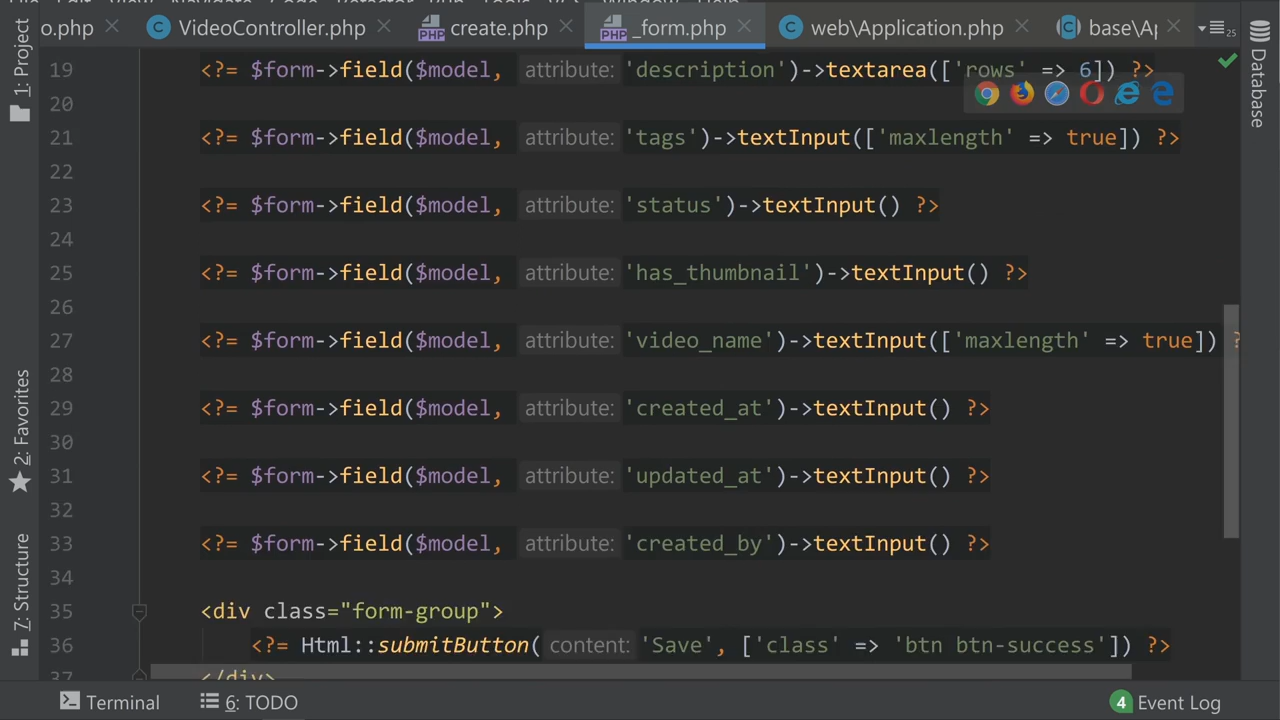 o.php
VideoController.php
create.php
_form.php
web\Application.php
base\Ap
25
1: Project
2: Favorites
7: Structure
Database
19 <?= $form->field($model, attribute: 'description')->textarea(['rows' => 6]) ?>
20
21 <?= $form->field($model, attribute: 'tags')->textInput(['maxlength' => true]) ?>
22
23 <?= $form->field($model, attribute: 'status')->textInput() ?>
24
25 <?= $form->field($model, attribute: 'has_thumbnail')->textInput() ?>
26
27 <?= $form->field($model, attribute: 'video_name')->textInput(['maxlength' => true]) ?
28
29 <?= $form->field($model, attribute: 'created_at')->textInput() ?>
30
31 <?= $form->field($model, attribute: 'updated_at')->textInput() ?>
32
33 <?= $form->field($model, attribute: 'created_by')->textInput() ?>
34
35 <div class="form-group">
36 <?= Html::submitButton( content: 'Save', ['class' => 'btn btn-success']) ?>
37 </div>
Terminal
6: TODO
4 Event Log